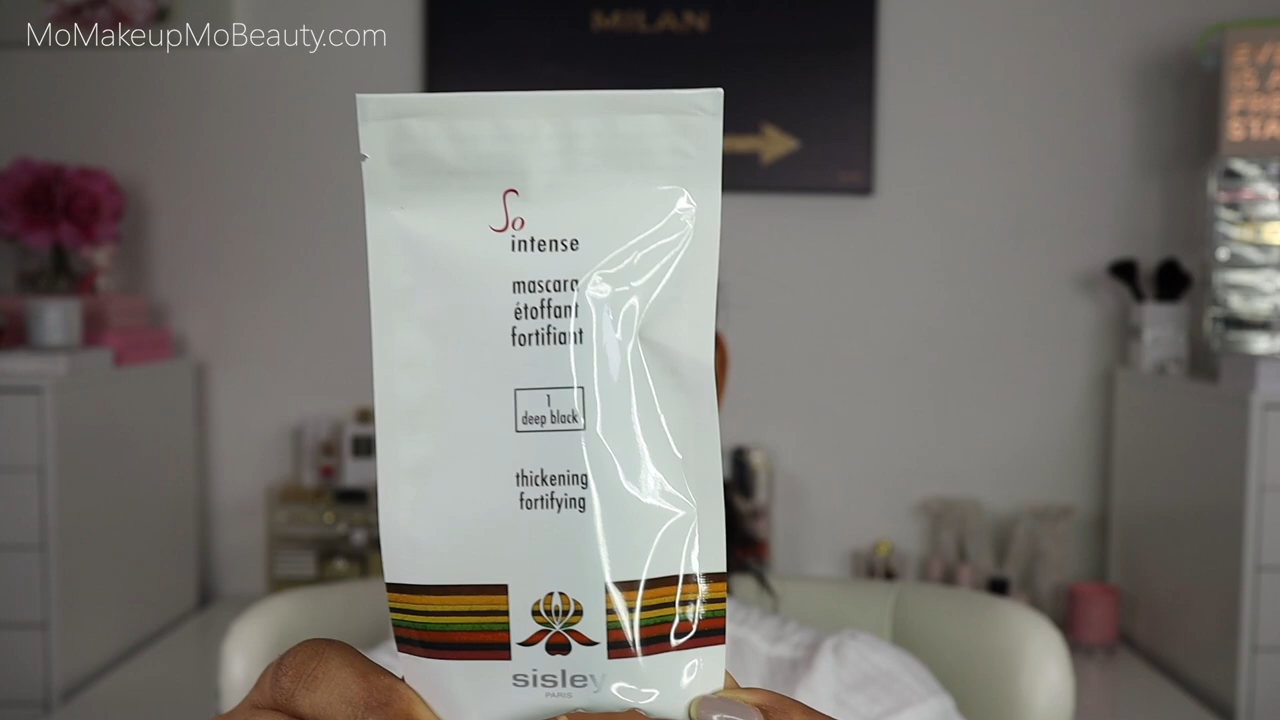 MoMakeupMoBeauty.com
MILAN
So
intense
mascara
étoffant
fortifiant
1
deep black
thickening
fortifying
sisley
PARIS